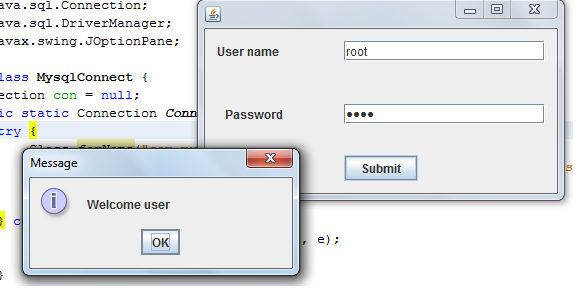 ava.sql.Connection;
ava.sql.DriverManager;
avax.swing.JOptionPane;
lass MysqlConnect {
ection con = null;
ic static Connection Conn
try {
} c
, e);
}
User name
root
Password
••••
Submit
Message
Welcome user
OK